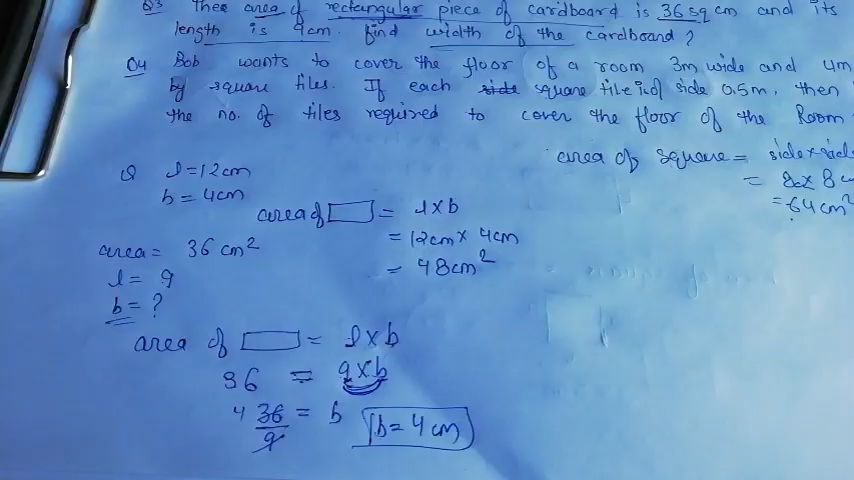 Q3 The area of rectangular piece of cardboard is 36 sq cm and its
length is 9cm. find width of the cardboard?
Q4 Bob wants to cover the floor of a room 3m wide and 4m
by square tiles. If each side square tile is of side 0.5m, then
the no. of tiles required to cover the floor of the Room
area of square = side × side
= 8 × 8 cm
= 64 cm²
Q l = 12cm
b = 4cm
area of = l × b
= 12cm × 4cm
= 48cm²
area = 36 cm²
l = 9
b = ?
area of = l × b
36 = 9 × b
4 36/9 = b b = 4 cm